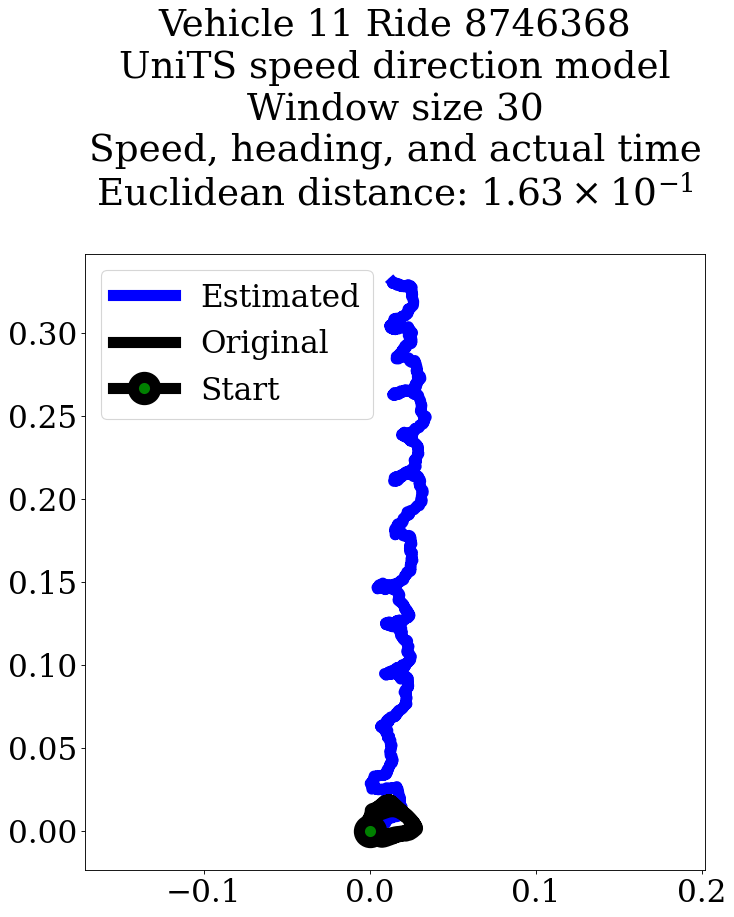 Vehicle 11 Ride 8746368
UniTS speed direction model
Window size 30
Speed, heading, and actual time
Euclidean distance: 1.63 × 10⁻¹
Estimated
Original
Start
0.30
0.25
0.20
0.15
0.10
0.05
0.00
−0.1
0.0
0.1
0.2